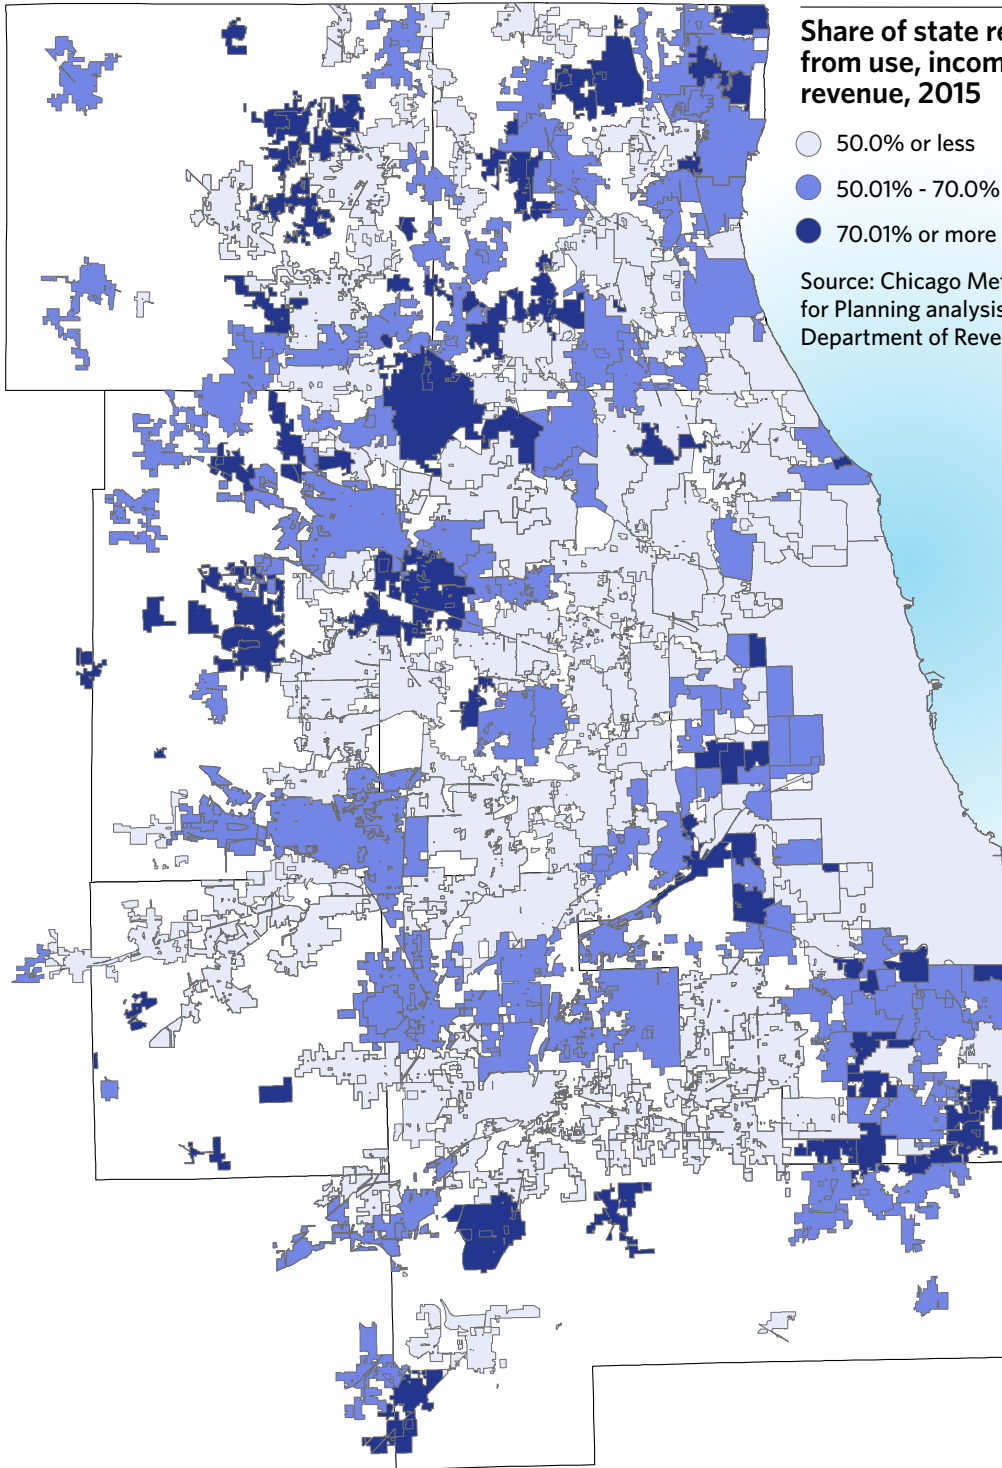 Share of state re
from use, incom
revenue, 2015
50.0% or less
50.01% - 70.0%
70.01% or more
Source: Chicago Met
for Planning analysis
Department of Reve